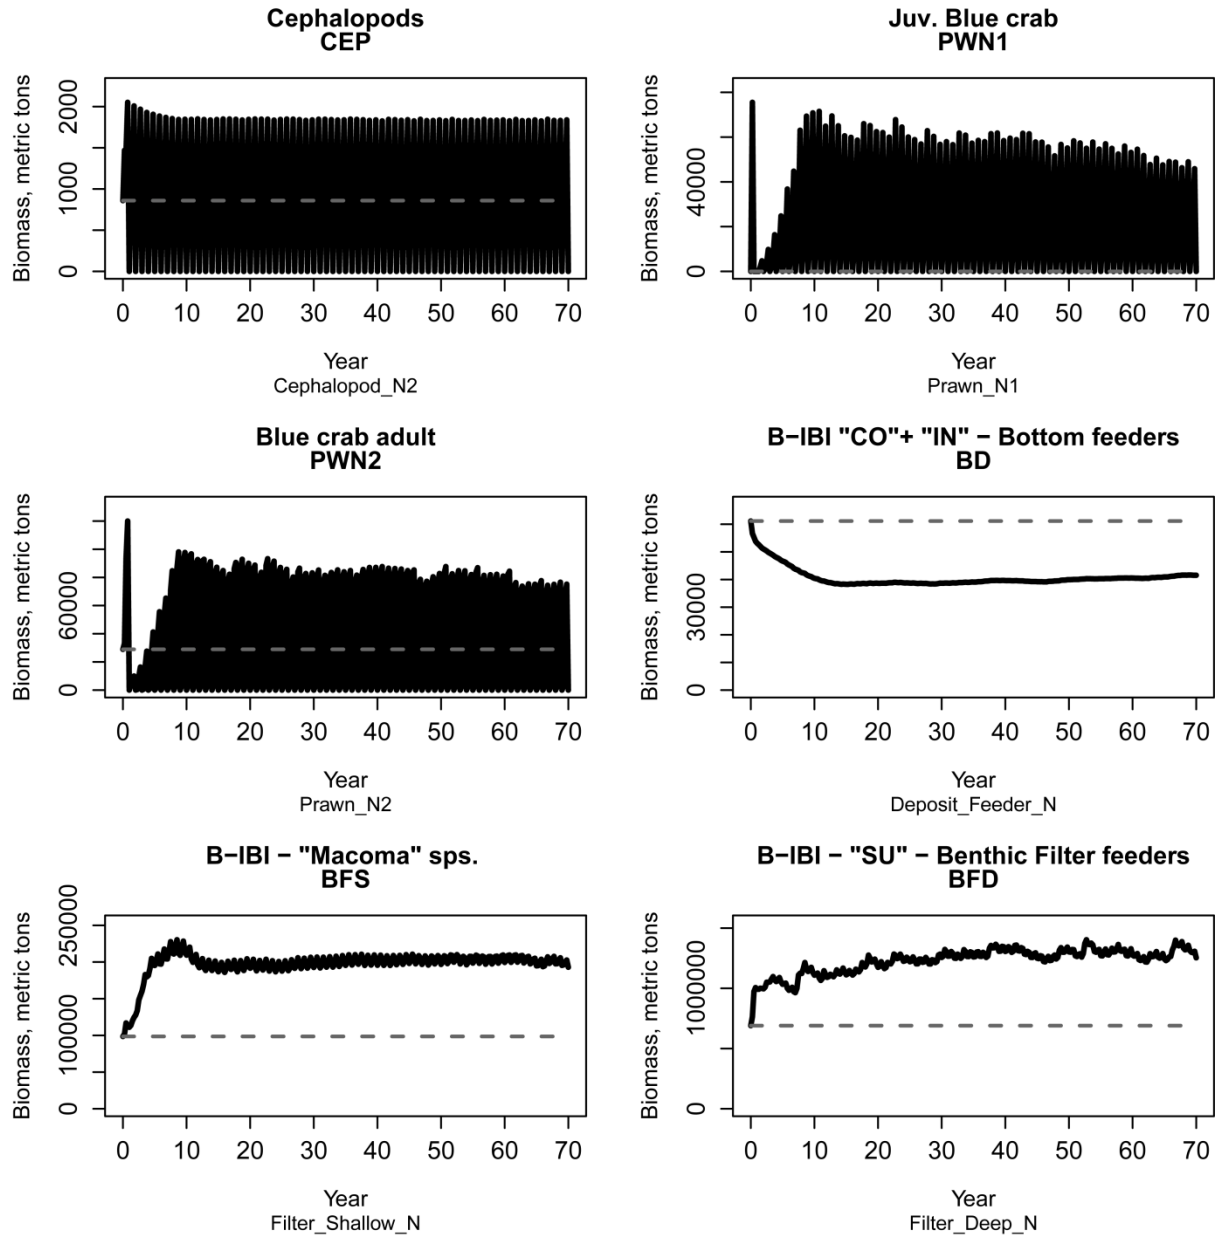 Cephalopods
CEP
Biomass, metric tons
2000
1000
0
0 10 20 30 40 50 60 70
Year
Cephalopod_N2
Juv. Blue crab
PWN1
Biomass, metric tons
40000
0
0 10 20 30 40 50 60 70
Year
Prawn_N1
Blue crab adult
PWN2
Biomass, metric tons
60000
0
0 10 20 30 40 50 60 70
Year
Prawn_N2
B−IBI "CO"+ "IN" − Bottom feeders
BD
Biomass, metric tons
30000
0
0 10 20 30 40 50 60 70
Year
Deposit_Feeder_N
B−IBI − "Macoma" sps.
BFS
Biomass, metric tons
250000
100000
0
0 10 20 30 40 50 60 70
Year
Filter_Shallow_N
B−IBI − "SU" − Benthic Filter feeders
BFD
Biomass, metric tons
1000000
0
0 10 20 30 40 50 60 70
Year
Filter_Deep_N